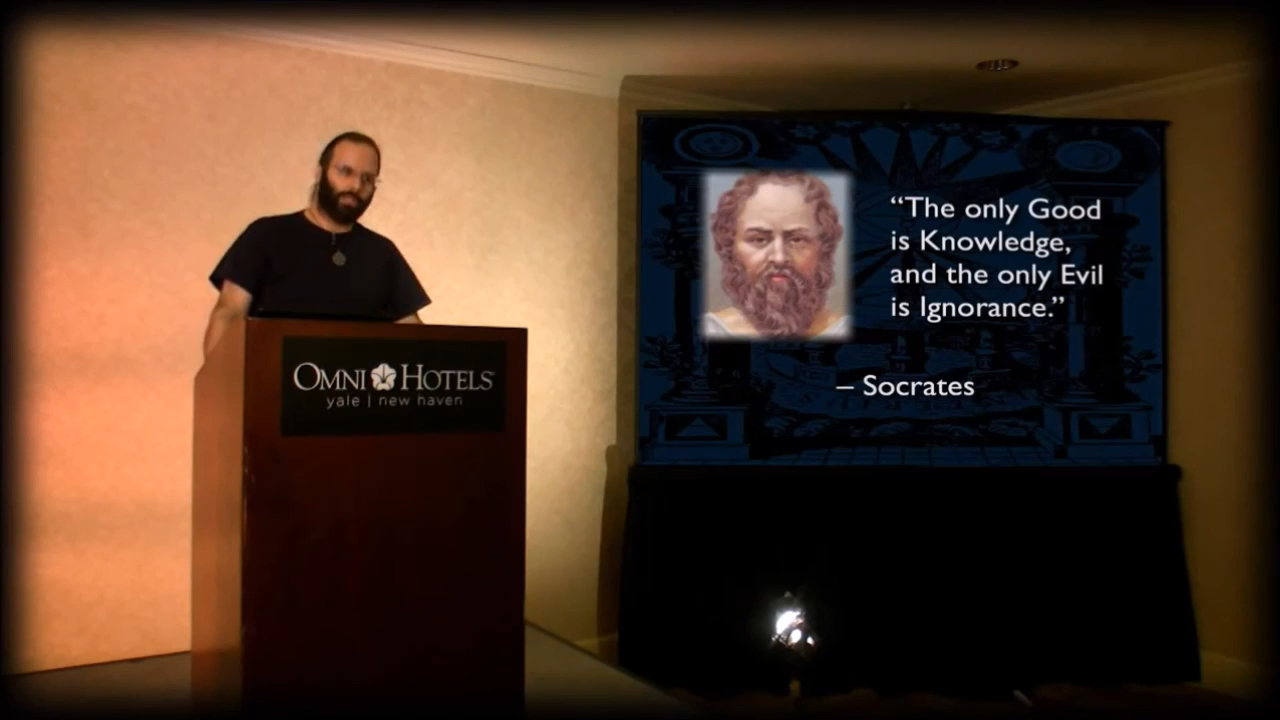 OMNI HOTELS
yale | new haven
“The only Good
is Knowledge,
and the only Evil
is Ignorance.”
– Socrates